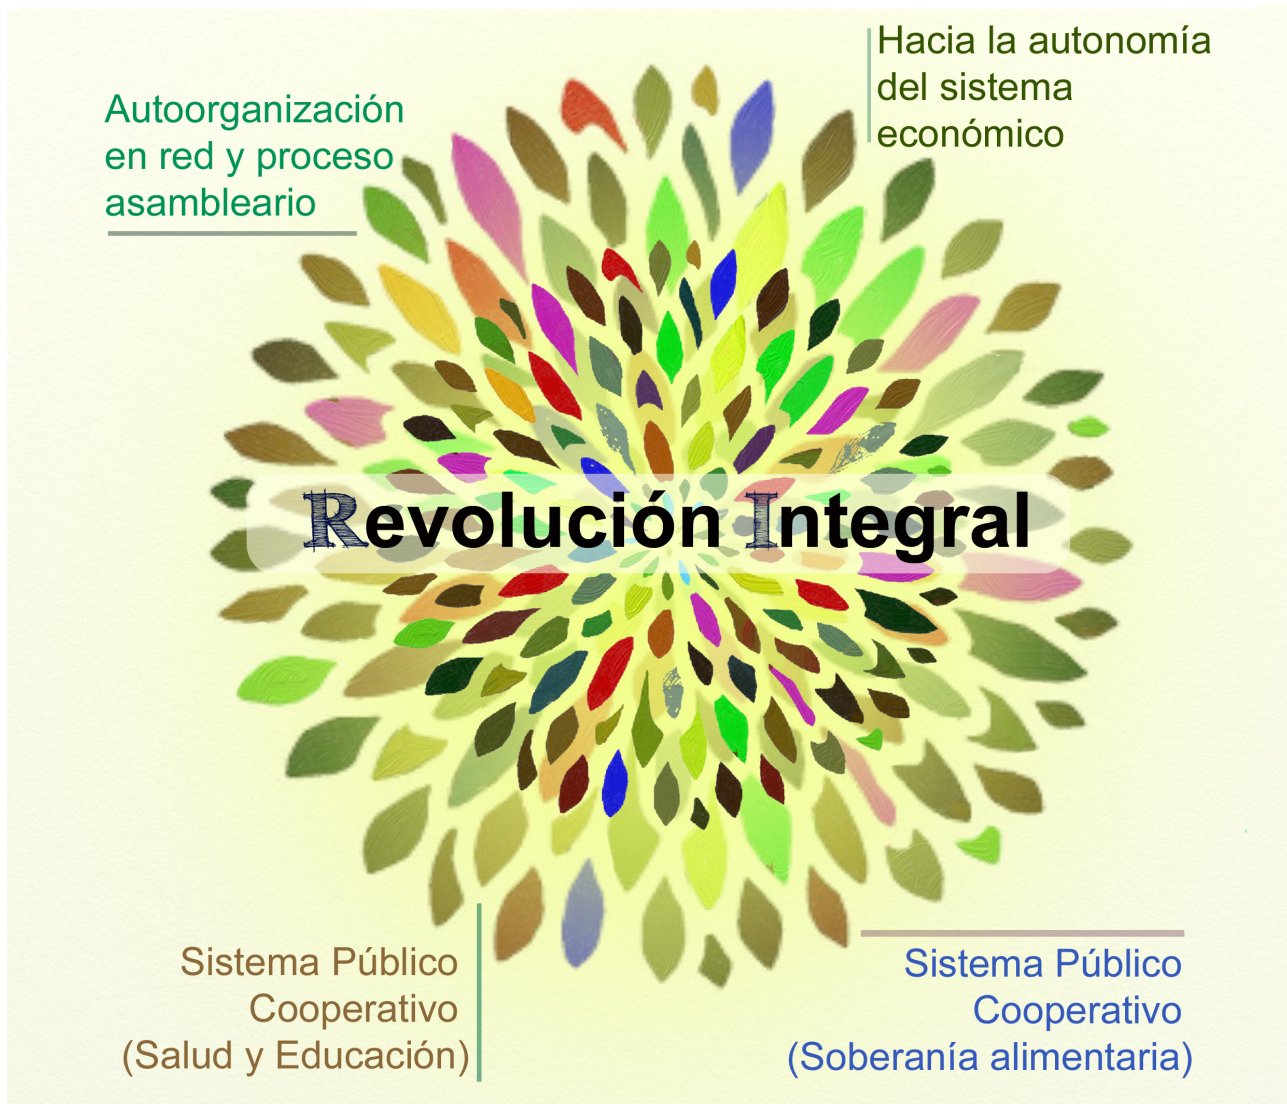 Autoorganización
en red y proceso
asambleario
Hacia la autonomía
del sistema
económico
Revolución Integral
Sistema Público
Cooperativo
(Salud y Educación)
Sistema Público
Cooperativo
(Soberanía alimentaria)